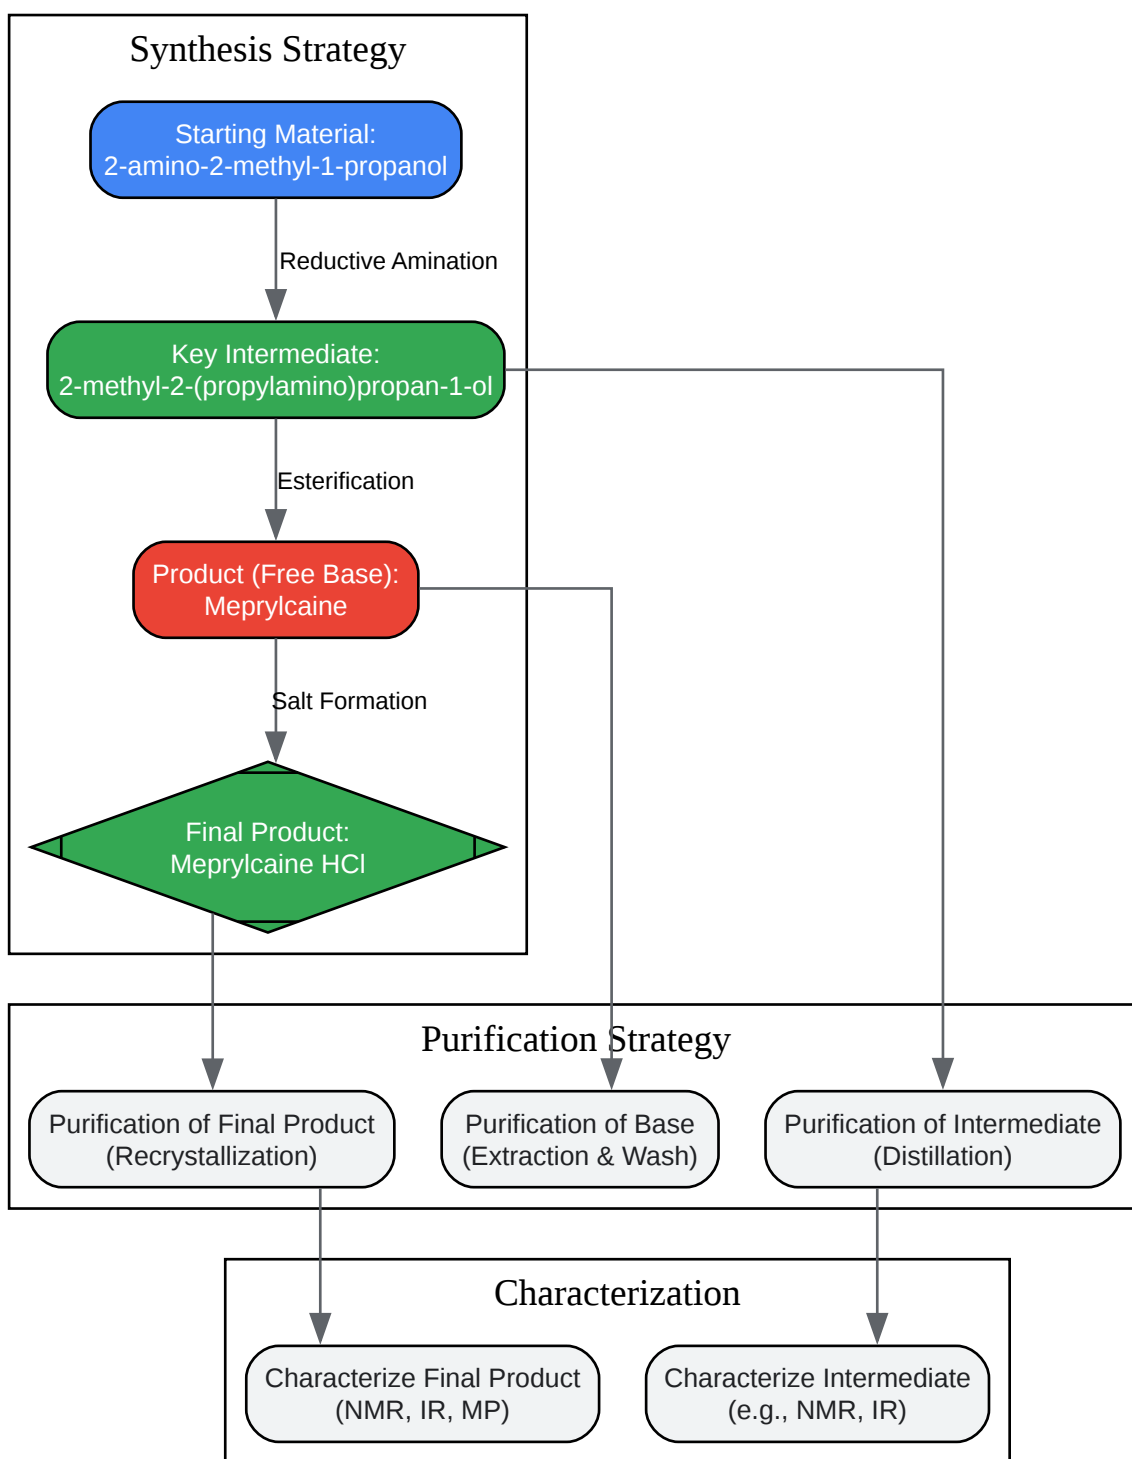 Synthesis Strategy
Starting Material:
2-amino-2-methyl-1-propanol
Reductive Amination
Key Intermediate:
2-methyl-2-(propylamino)propan-1-ol
Esterification
Product (Free Base):
Meprylcaine
Salt Formation
Final Product:
Meprylcaine HCl
Purification Strategy
Purification of Final Product
(Recrystallization)
Purification of Base
(Extraction & Wash)
Purification of Intermediate
(Distillation)
Characterization
Characterize Final Product
(NMR, IR, MP)
Characterize Intermediate
(e.g., NMR, IR)